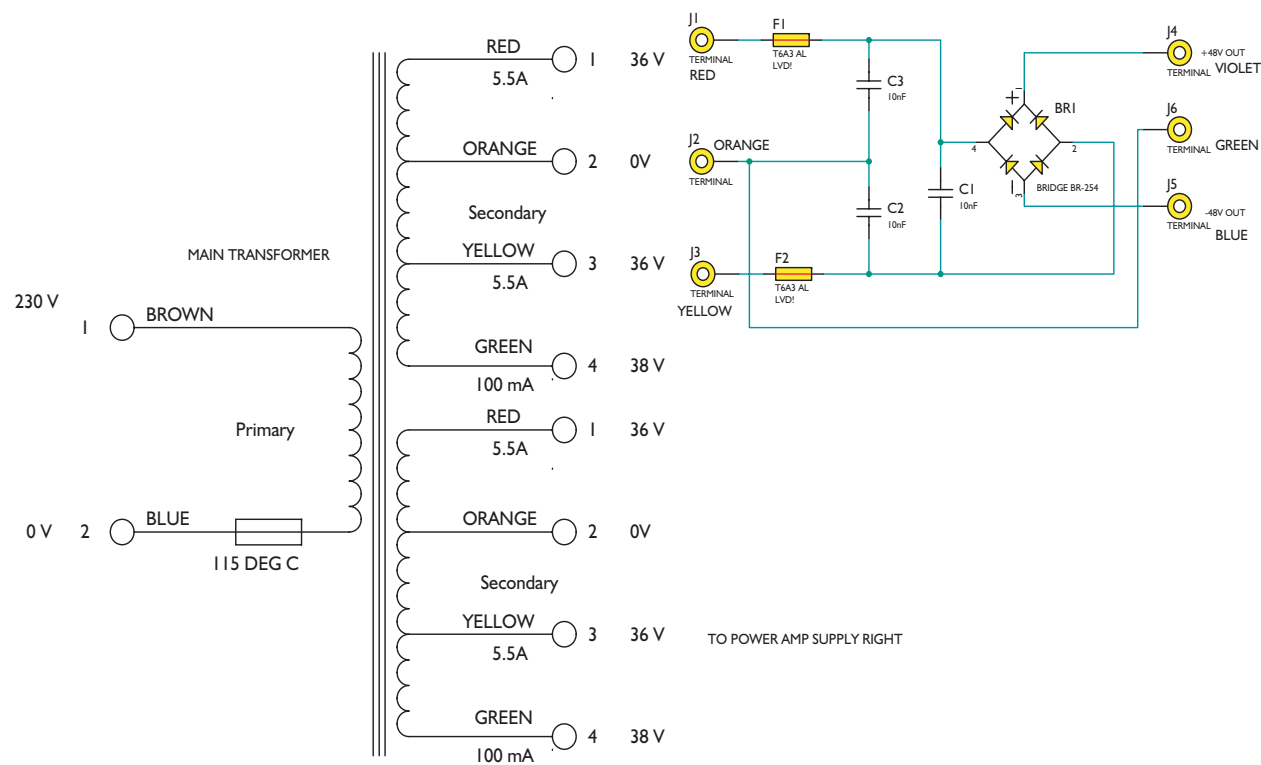 MAIN TRANSFORMER
230 V
1 BROWN
Primary
0 V 2 BLUE
115 DEG C
RED 1 36 V
5.5A
ORANGE 2 0V
Secondary
YELLOW 3 36 V
5.5A
GREEN 4 38 V
100 mA
RED 1 36 V
5.5A
ORANGE 2 0V
Secondary
YELLOW 3 36 V
5.5A
GREEN 4 38 V
100 mA
TO POWER AMP SUPPLY RIGHT
J1
TERMINAL
RED
F1
T6A3 AL
LVD!
C3
10nF
J2 ORANGE
TERMINAL
C2
10nF
C1
10nF
J3
TERMINAL
YELLOW
F2
T6A3 AL
LVD!
+ 1
BR1
4 2
- 3
BRIDGE BR-254
J4
+48V OUT
TERMINAL VIOLET
J6
TERMINAL GREEN
J5
-48V OUT
TERMINAL
BLUE